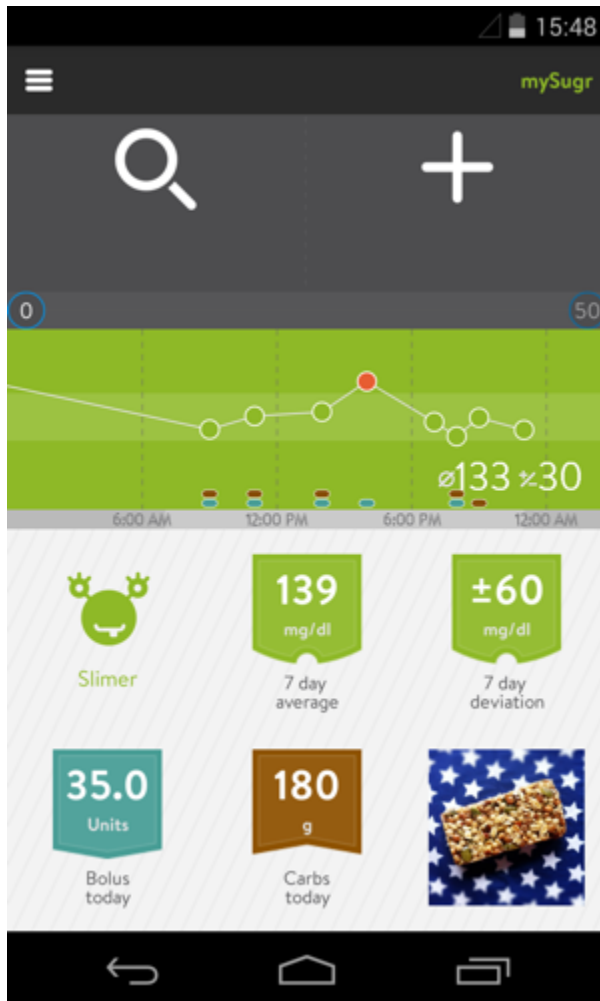 15:48
mySugr
0
50
ø133 ±30
6:00 AM 12:00 PM 6:00 PM 12:00 AM
139 ±60
mg/dl mg/dl
Slimer
7 day 7 day
average deviation
35.0 180
Units g
Bolus Carbs
today today